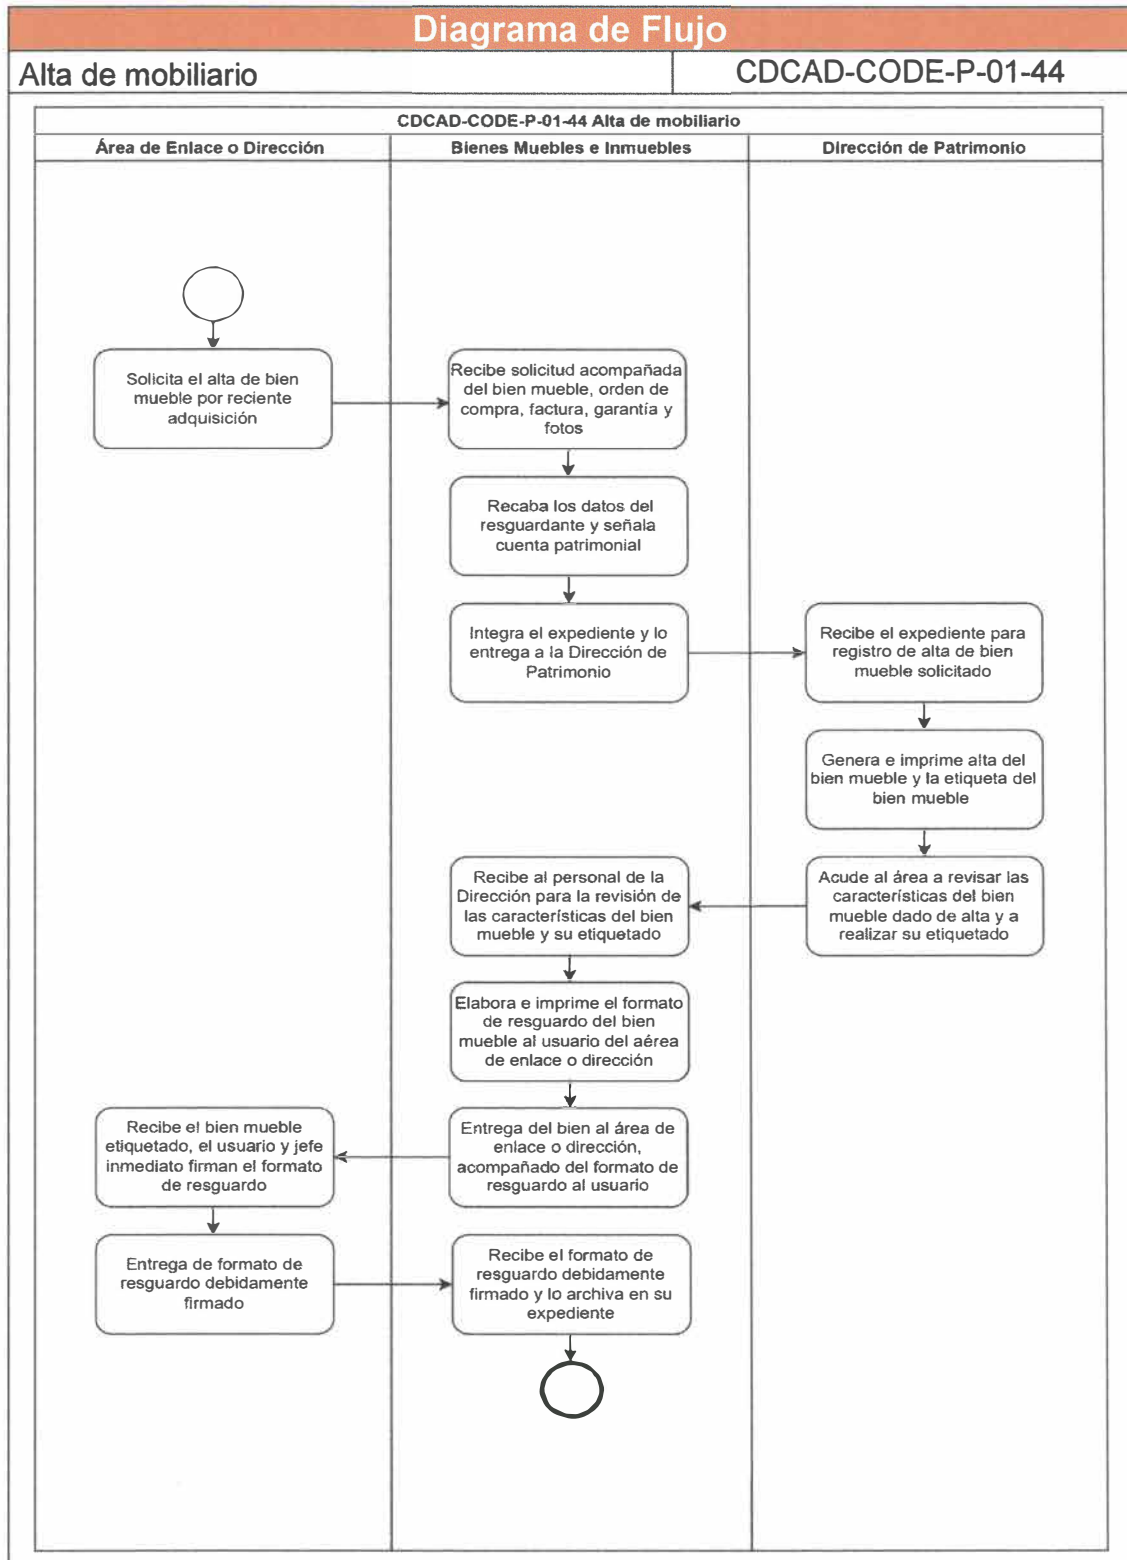 Diagrama de Flujo
Alta de mobiliario
CDCAD-CODE-P-01-44
CDCAD-CODE-P-01-44 Alta de mobiliario
Área de Enlace o Dirección
Bienes Muebles e Inmuebles
Dirección de Patrimonio
Solicita el alta de bien
mueble por reciente
adquisición
Recibe solicitud acompañada
del bien mueble, orden de
compra, factura, garantía y
fotos
Recaba los datos del
resguardante y señala
cuenta patrimonial
Integra el expediente y lo
entrega a la Dirección de
Patrimonio
Recibe el expediente para
registro de alta de bien
mueble solicitado
Genera e imprime alta del
bien mueble y la etiqueta del
bien mueble
Acude al área a revisar las
características del bien
mueble dado de alta y a
realizar su etiquetado
Recibe al personal de la
Dirección para la revisión de
las características del bien
mueble y su etiquetado
Elabora e imprime el formato
de resguardo del bien
mueble al usuario del aérea
de enlace o dirección
Entrega del bien al área de
enlace o dirección,
acompañado del formato de
resguardo al usuario
Recibe el bien mueble
etiquetado, el usuario y jefe
inmediato firman el formato
de resguardo
Entrega de formato de
resguardo debidamente
firmado
Recibe el formato de
resguardo debidamente
firmado y lo archiva en su
expediente